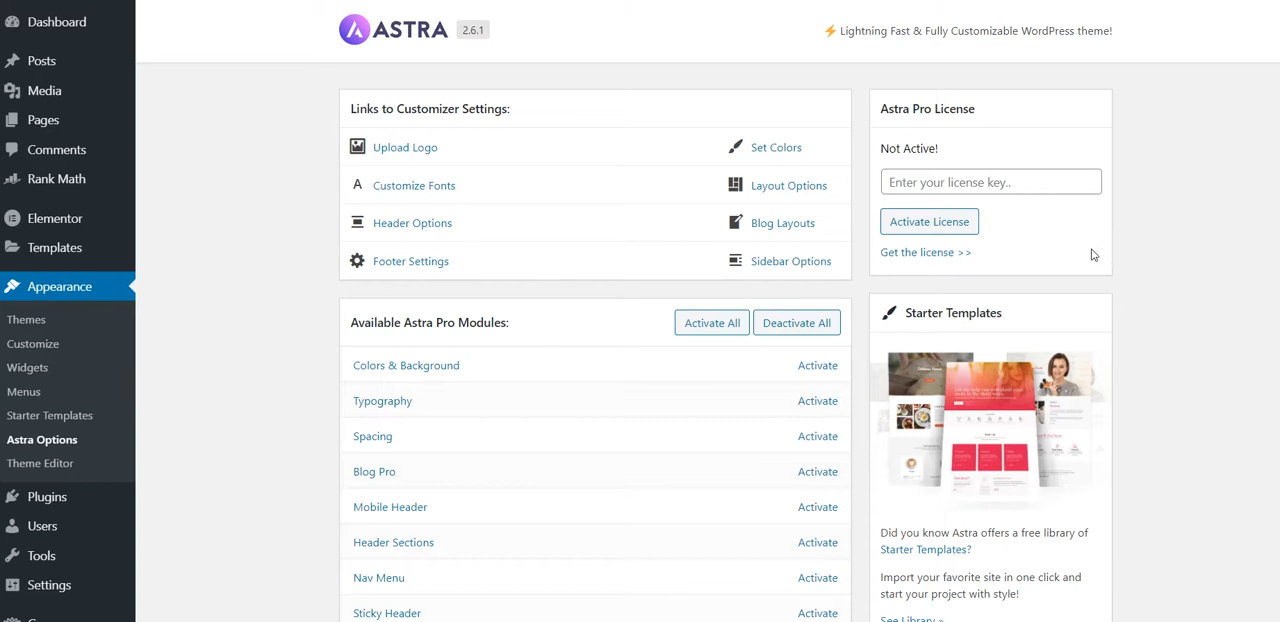 Dashboard
Posts
Media
Pages
Comments
Rank Math
Elementor
Templates
Appearance
Themes
Customize
Widgets
Menus
Starter Templates
Astra Options
Theme Editor
Plugins
Users
Tools
Settings
ASTRA 2.6.1
⚡ Lightning Fast & Fully Customizable WordPress theme!
Links to Customizer Settings:
Upload Logo
Set Colors
Customize Fonts
Layout Options
Header Options
Blog Layouts
Footer Settings
Sidebar Options
Available Astra Pro Modules:
Activate All
Deactivate All
Colors & Background Activate
Typography Activate
Spacing Activate
Blog Pro Activate
Mobile Header Activate
Header Sections Activate
Nav Menu Activate
Sticky Header Activate
Astra Pro License
Not Active!
Enter your license key..
Activate License
Get the license >>
Starter Templates
Did you know Astra offers a free library of
Starter Templates?
Import your favorite site in one click and
start your project with style!
See Library »